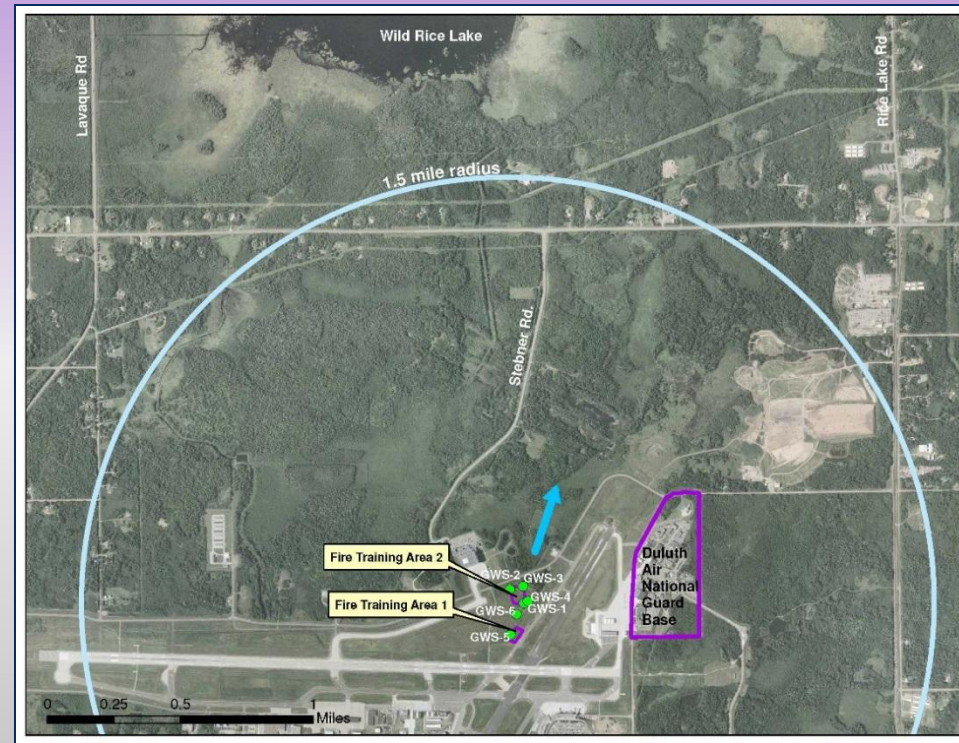 Wild Rice Lake
Lavaque Rd
Rice Lake Rd
1.5 mile radius
Stebner Rd.
Fire Training Area 2
GWS-2
GWS-3
GWS-4
Fire Training Area 1
GWS-6
GWS-1
GWS-5
Duluth
Air
National
Guard
Base
0 0.25 0.5 1
Miles